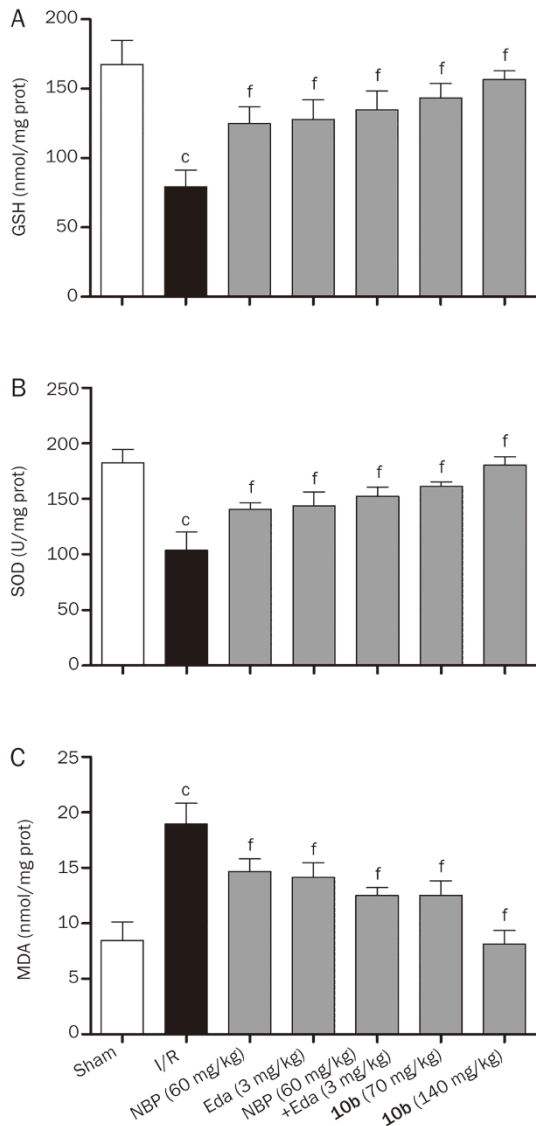 A
GSH (nmol/mg prot)
200
150
100
50
0
c
f
f
f
f
f
B
SOD (U/mg prot)
250
200
150
100
50
0
c
f
f
f
f
f
C
MDA (nmol/mg prot)
25
20
15
10
5
0
c
f
f
f
f
f
Sham
I/R
NBP (60 mg/kg)
Eda (3 mg/kg)
NBP (60 mg/kg)
+Eda (3 mg/kg)
10b (70 mg/kg)
10b (140 mg/kg)